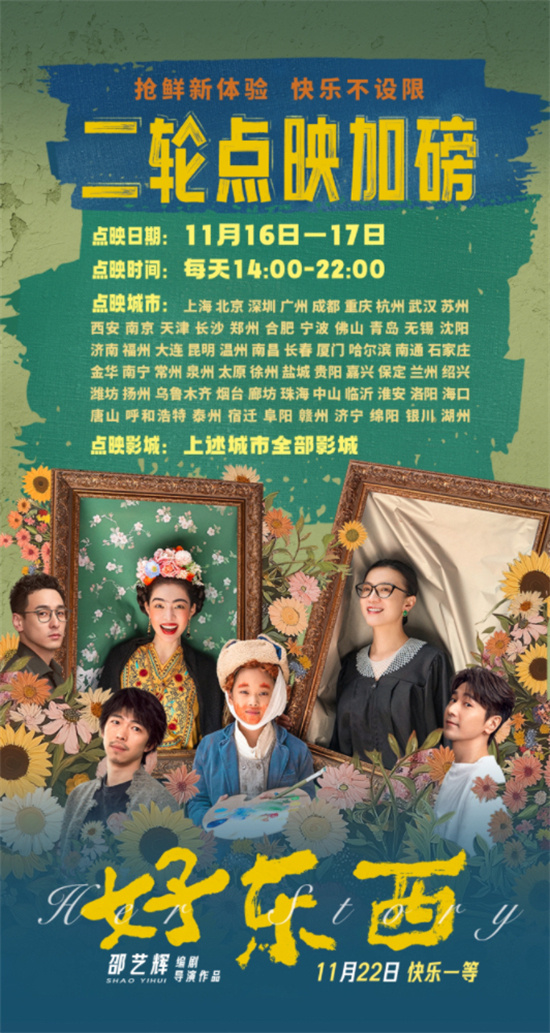 抢鲜新体验 快乐不设限
二轮点映加磅
点映日期： 11月16日—17日
点映时间： 每天14:00-22:00
点映城市： 上海 北京 深圳 广州 成都 重庆 杭州 武汉 苏州
西安 南京 天津 长沙 郑州 合肥 宁波 佛山 青岛 无锡 沈阳
济南 福州 大连 昆明 温州 南昌 长春 厦门 哈尔滨 南通 石家庄
金华 南宁 常州 泉州 太原 徐州 盐城 贵阳 嘉兴 保定 兰州 绍兴
潍坊 扬州 乌鲁木齐 烟台 廊坊 珠海 中山 临沂 淮安 洛阳 海口
唐山 呼和浩特 泰州 宿迁 阜阳 赣州 济宁 绵阳 银川 湖州
点映影城： 上述城市全部影城
好东西
Her Story
邵艺辉 编剧
导演作品
SHAO YIHUI
11月22日 快乐一等